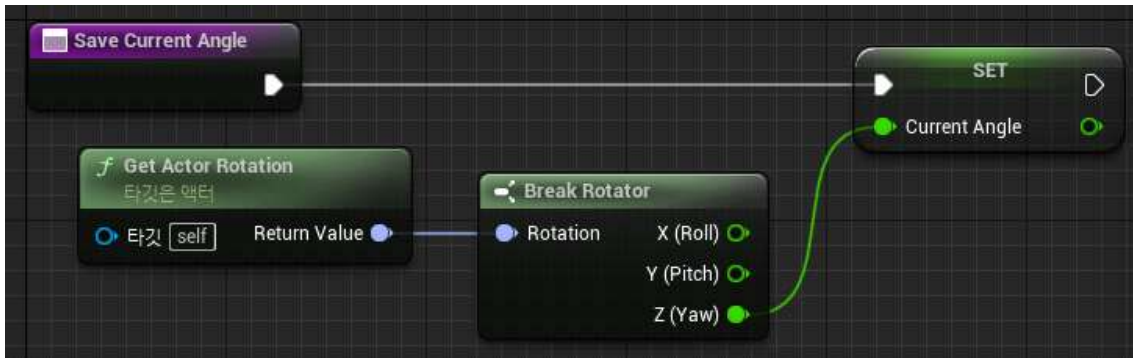 Save Current Angle
SET
Current Angle
Get Actor Rotation
타깃은 액터
타깃 self Return Value
Break Rotator
Rotation X (Roll)
Y (Pitch)
Z (Yaw)